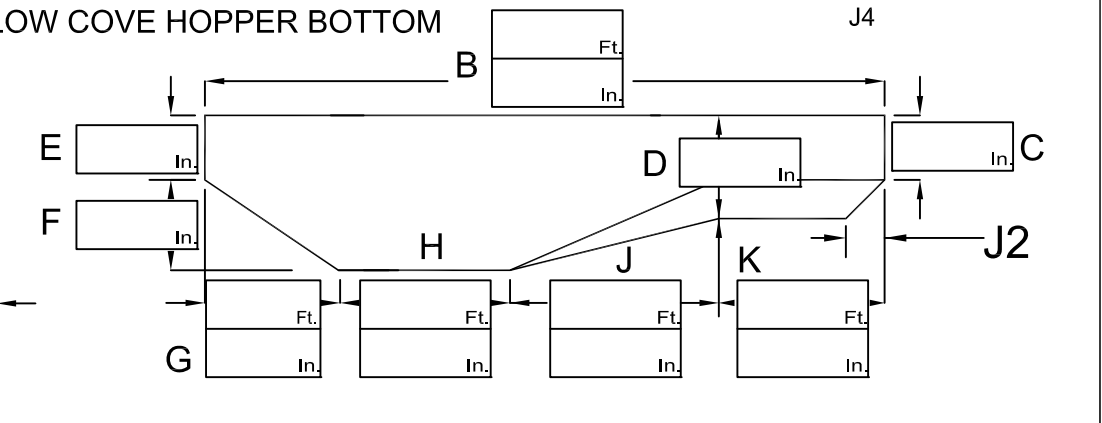 LOW COVE HOPPER BOTTOM
J4
B
Ft.
In.
E
In.
D
In.
In.
C
F
In.
H
J
K
J2
Ft.
Ft.
Ft.
Ft.
G
In.
In.
In.
In.